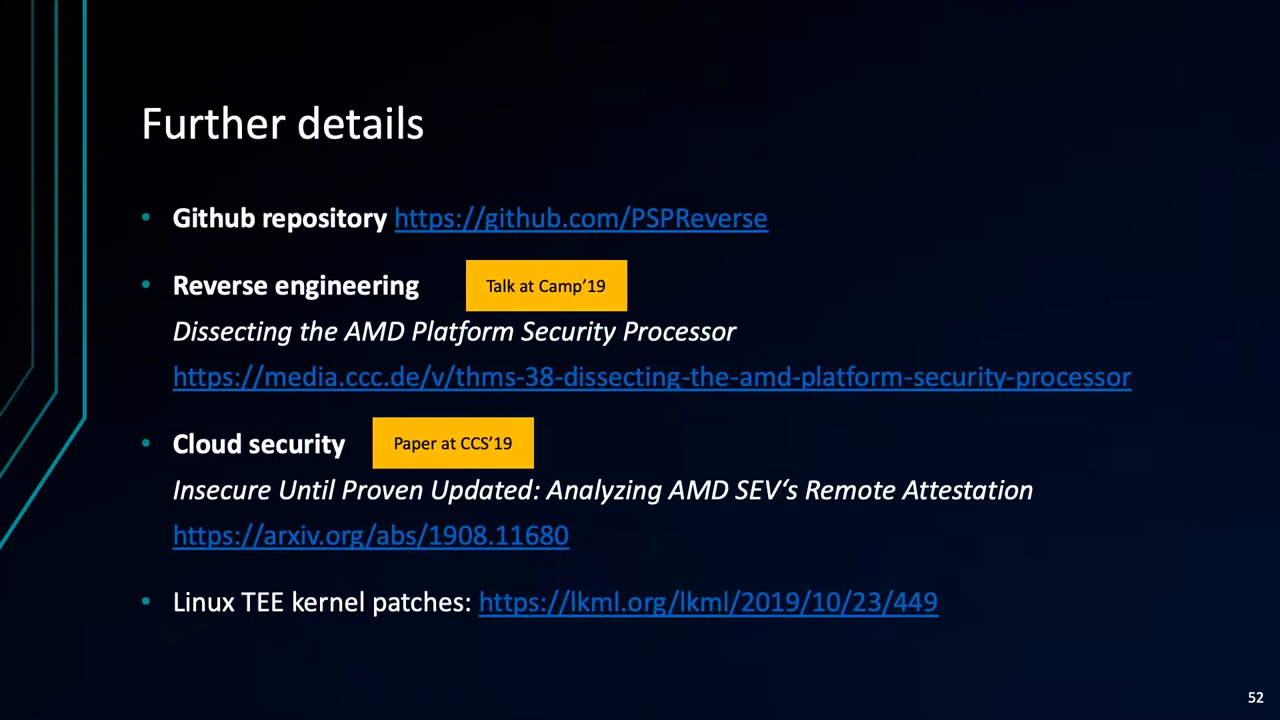 Further details
• Github repository https://github.com/PSPReverse
• Reverse engineering Talk at Camp’19
Dissecting the AMD Platform Security Processor
https://media.ccc.de/v/thms-38-dissecting-the-amd-platform-security-processor
• Cloud security Paper at CCS’19
Insecure Until Proven Updated: Analyzing AMD SEV‘s Remote Attestation
https://arxiv.org/abs/1908.11680
• Linux TEE kernel patches: https://lkml.org/lkml/2019/10/23/449
52